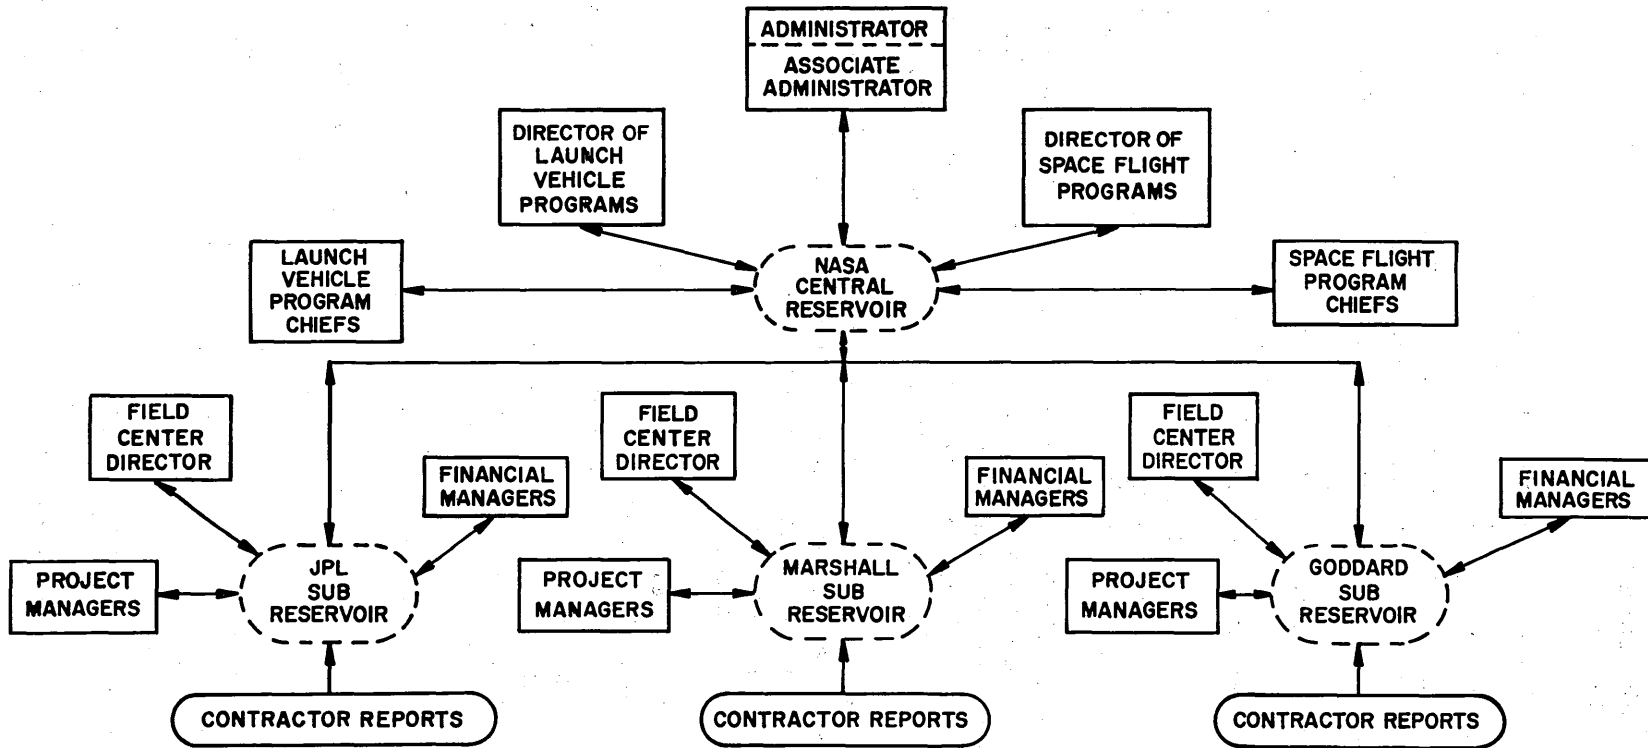 ADMINISTRATOR
ASSOCIATE
ADMINISTRATOR
DIRECTOR OF
LAUNCH
VEHICLE
PROGRAMS
DIRECTOR OF
SPACE FLIGHT
PROGRAMS
LAUNCH
VEHICLE
PROGRAM
CHIEFS
NASA
CENTRAL
RESERVOIR
SPACE FLIGHT
PROGRAM
CHIEFS
FIELD
CENTER
DIRECTOR
FINANCIAL
MANAGERS
PROJECT
MANAGERS
JPL
SUB
RESERVOIR
CONTRACTOR REPORTS
FIELD
CENTER
DIRECTOR
FINANCIAL
MANAGERS
PROJECT
MANAGERS
MARSHALL
SUB
RESERVOIR
CONTRACTOR REPORTS
FIELD
CENTER
DIRECTOR
FINANCIAL
MANAGERS
PROJECT
MANAGERS
GODDARD
SUB
RESERVOIR
CONTRACTOR REPORTS